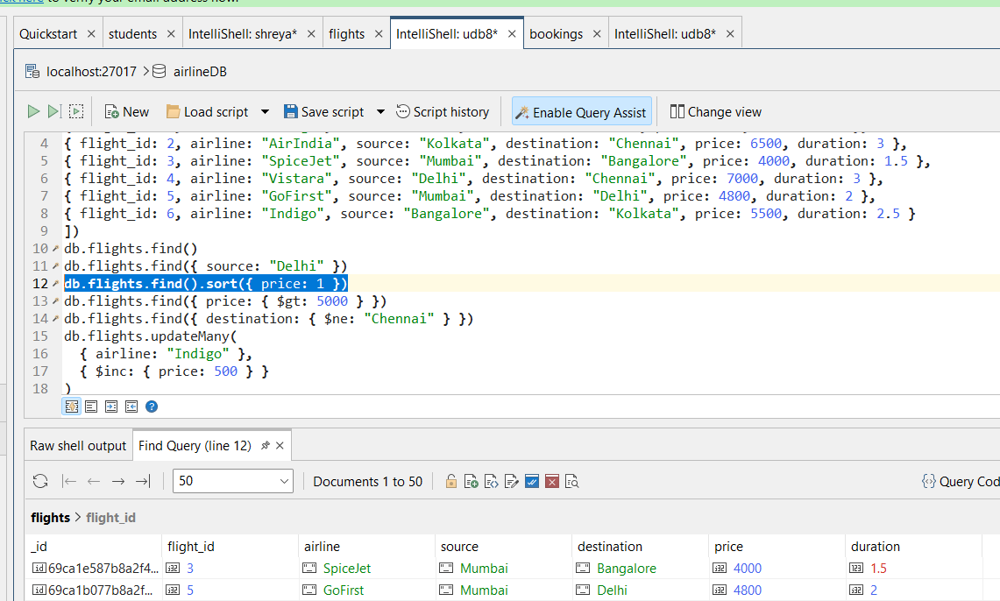 click here to verify your email address now.
Quickstart × students × IntelliShell: shreya* × flights × IntelliShell: udb8* × bookings × IntelliShell: udb8* ×
localhost:27017 > airlineDB
New Load script Save script Script history Enable Query Assist Change view
4 { flight_id: 2, airline: "AirIndia", source: "Kolkata", destination: "Chennai", price: 6500, duration: 3 },
5 { flight_id: 3, airline: "SpiceJet", source: "Mumbai", destination: "Bangalore", price: 4000, duration: 1.5 },
6 { flight_id: 4, airline: "Vistara", source: "Delhi", destination: "Chennai", price: 7000, duration: 3 },
7 { flight_id: 5, airline: "GoFirst", source: "Mumbai", destination: "Delhi", price: 4800, duration: 2 },
8 { flight_id: 6, airline: "Indigo", source: "Bangalore", destination: "Kolkata", price: 5500, duration: 2.5 }
9 ])
10 db.flights.find()
11 db.flights.find({ source: "Delhi" })
12 db.flights.find().sort({ price: 1 })
13 db.flights.find({ price: { $gt: 5000 } })
14 db.flights.find({ destination: { $ne: "Chennai" } })
15 db.flights.updateMany(
16 { airline: "Indigo" },
17 { $inc: { price: 500 } }
18 )
Raw shell output Find Query (line 12) ×
50 Documents 1 to 50 Query Cod
flights > flight_id
_id flight_id airline source destination price duration
69ca1e587b8a2f4... 3 SpiceJet Mumbai Bangalore 4000 1.5
69ca1b077b8a2f... 5 GoFirst Mumbai Delhi 4800 2